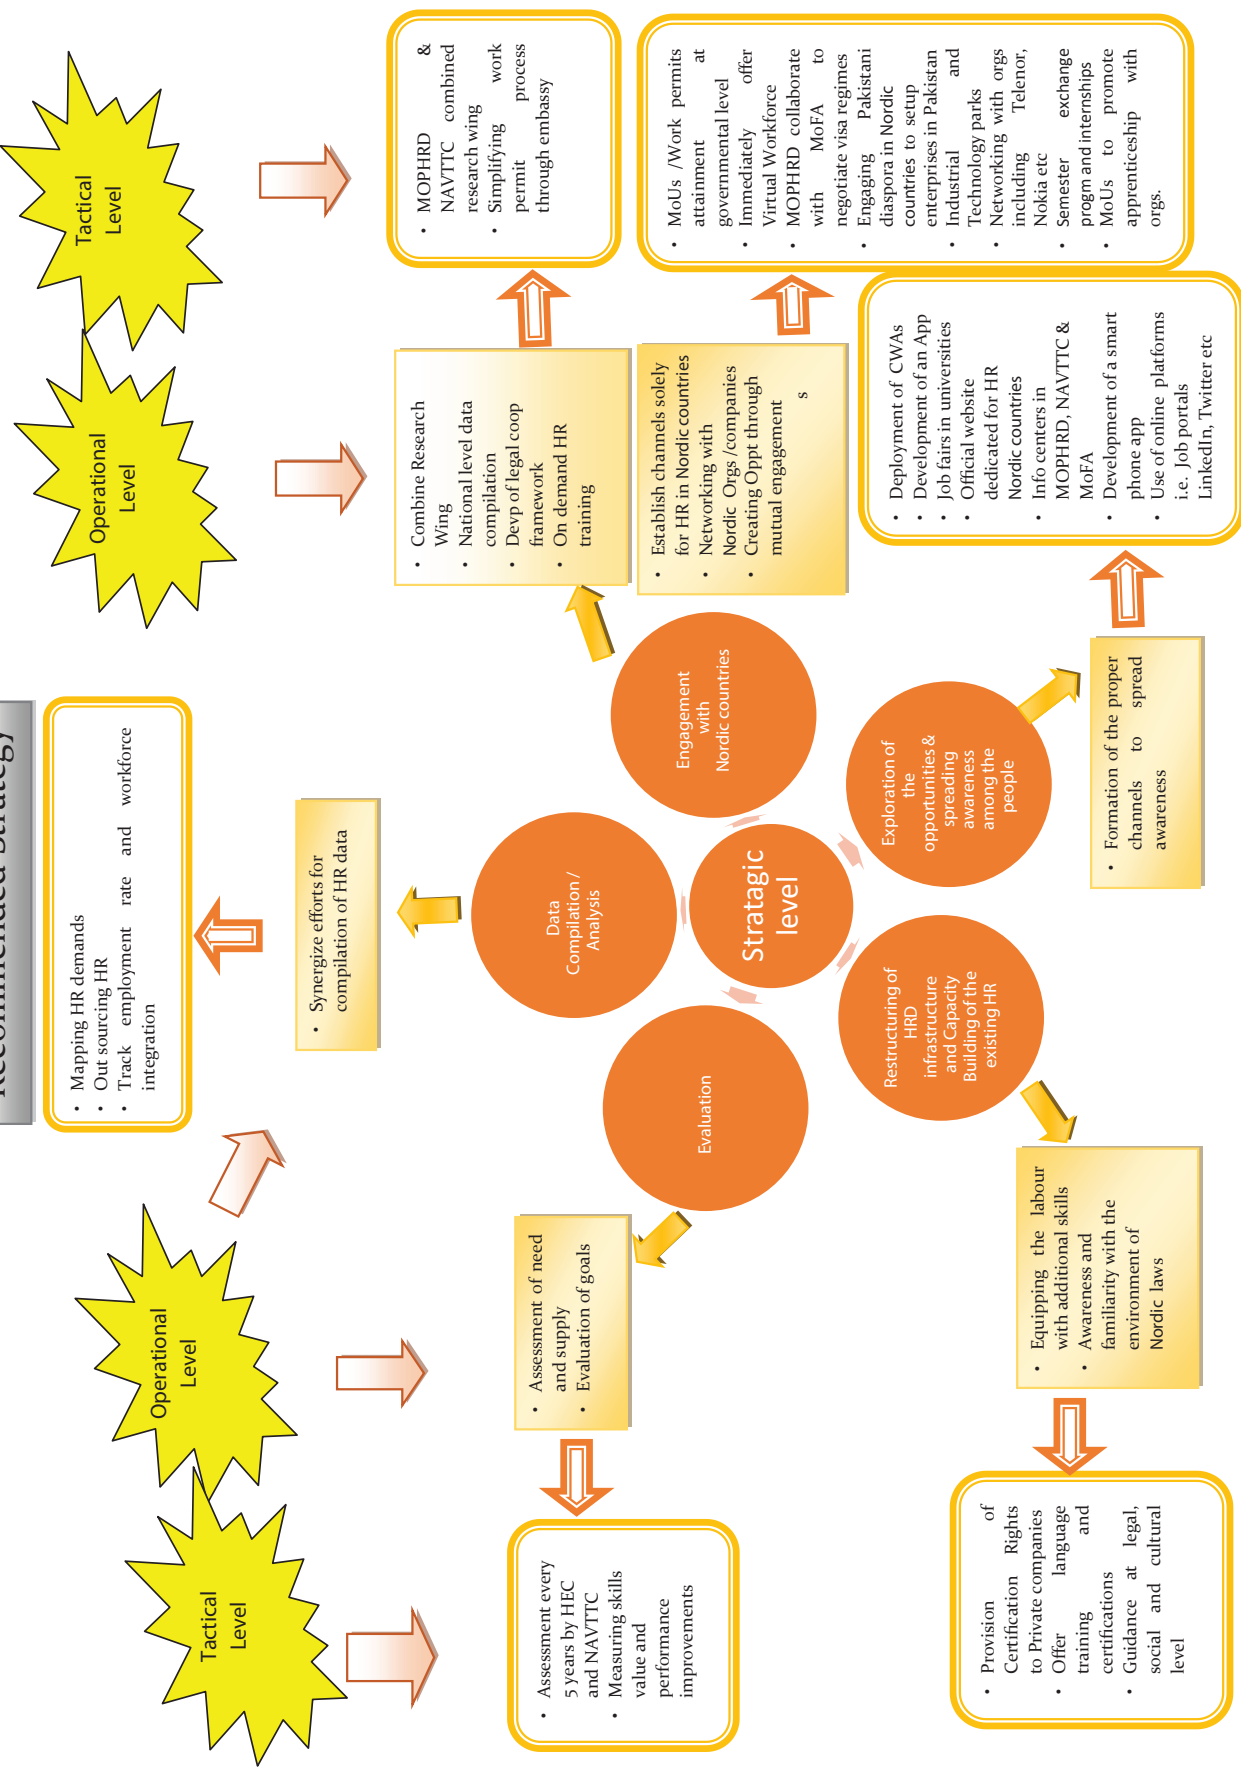 Recommended Strategy
Tactical
Level
Operational
Level
Operational
Level
Tactical
Level
• Mapping HR demands
• Out sourcing HR
• Track employment rate and workforce
integration
• Synergize efforts for
compilation of HR data
Data
Compilation /
Analysis
Stratagic
level
Evaluation
• Assessment of need
and supply
• Evaluation of goals
• Assessment every
5 years by HEC
and NAVTTC
• Measuring skills
value and
performance
improvements
Engagement
with
Nordic countries
• Combine Research
Wing
• National level data
compilation
• Devp of legal coop
framework
• On demand HR
training
• MOPHRD &
NAVTTC combined
research wing
• Simplifying work
permit process
through embassy
• Establish channels solely
for HR in Nordic countries
• Networking with
Nordic Orgs /companies
• Creating Oppt through
mutual engagement
s
• MoUs /Work permits
attainment at
governmental level
• Immediately offer
Virtual Workforce
• MOPHRD collaborate
with MoFA to
negotiate visa regimes
• Engaging Pakistani
diaspora in Nordic
countries to setup
enterprises in Pakistan
• Industrial and
Technology parks
• Networking with orgs
including Telenor,
Nokia etc
• Semester exchange
progm and internships
• MoUs to promote
apprenticeship with
orgs.
Exploration of
the
opportunities &
spreading
awareness
among the
people
• Formation of the proper
channels to spread
awareness
• Deployment of CWAs
• Development of an App
• Job fairs in universities
• Official website
dedicated for HR
Nordic countries
• Info centers in
MOPHRD, NAVTTC &
MoFA
• Development of a smart
phone app
• Use of online platforms
i.e. Job portals
LinkedIn, Twitter etc
Restructuring of
HRD
infrastructure
and Capacity
Building of the
existing HR
• Equipping the labour
with additional skills
• Awareness and
familiarity with the
environment of
Nordic laws
• Provision of
Certification Rights
to Private companies
• Offer language
training and
certifications
• Guidance at legal,
social and cultural
level